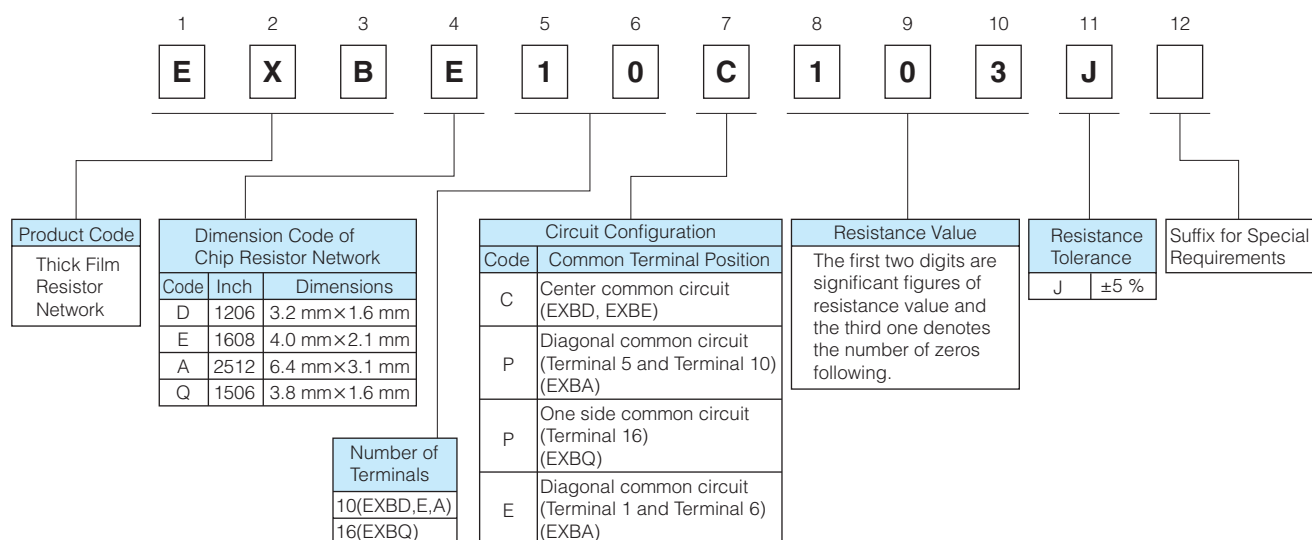 1 2 3 4 5 6 7 8 9 10 11 12
E X B E 1 0 C 1 0 3 J
Product Code
Thick Film
Resistor
Network
Dimension Code of
Chip Resistor Network
Code Inch Dimensions
D 1206 3.2 mm×1.6 mm
E 1608 4.0 mm×2.1 mm
A 2512 6.4 mm×3.1 mm
Q 1506 3.8 mm×1.6 mm
Number of
Terminals
10(EXBD,E,A)
16(EXBQ)
Circuit Configuration
Code Common Terminal Position
C Center common circuit
(EXBD, EXBE)
P Diagonal common circuit
(Terminal 5 and Terminal 10)
(EXBA)
P One side common circuit
(Terminal 16)
(EXBQ)
E Diagonal common circuit
(Terminal 1 and Terminal 6)
(EXBA)
Resistance Value
The first two digits are
significant figures of
resistance value and
the third one denotes
the number of zeros
following.
Resistance
Tolerance
J ±5 %
Suffix for Special
Requirements